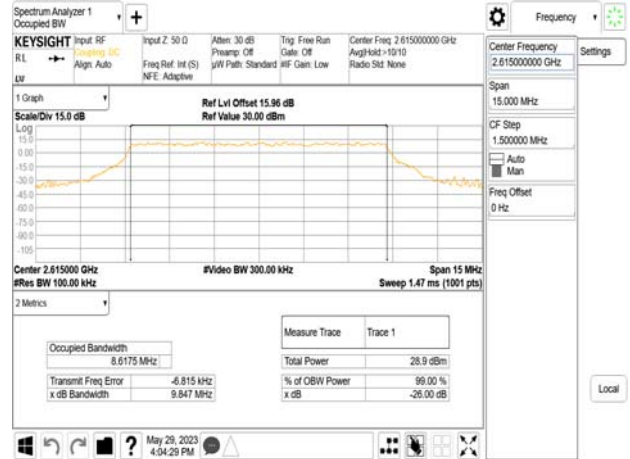 Spectrum Analyzer 1
Occupied BW
Frequency
KEYSIGHT
Input: RF
Coupling: DC
Align: Auto
Input Z: 50 Ω
Freq Ref: Int (S)
NFE: Adaptive
Atten: 30 dB
Preamp: Off
µW Path: Standard
Trig: Free Run
Gate: Off
#IF Gain: Low
Center Freq: 2.615000000 GHz
Avg|Hold:>10/10
Radio Std: None
R L
Center Frequency
2.615000000 GHz
Settings
Span
15.000 MHz
CF Step
1.500000 MHz
Auto
Man
Freq Offset
0 Hz
1 Graph
Scale/Div 15.0 dB
Ref Lvl Offset 15.96 dB
Ref Value 30.00 dBm
Log
15.0
0.00
-15.0
-30.0
-45.0
-60.0
-75.0
-90.0
-105
Center 2.615000 GHz
#Video BW 300.00 kHz
Span 15 MHz
#Res BW 100.00 kHz
Sweep 1.47 ms (1001 pts)
2 Metrics
Measure Trace
Trace 1
Occupied Bandwidth
8.6175 MHz
Total Power
28.9 dBm
Transmit Freq Error
-6.815 kHz
% of OBW Power
99.00 %
x dB Bandwidth
9.847 MHz
x dB
-26.00 dB
Local
May 29, 2023
4:04:29 PM